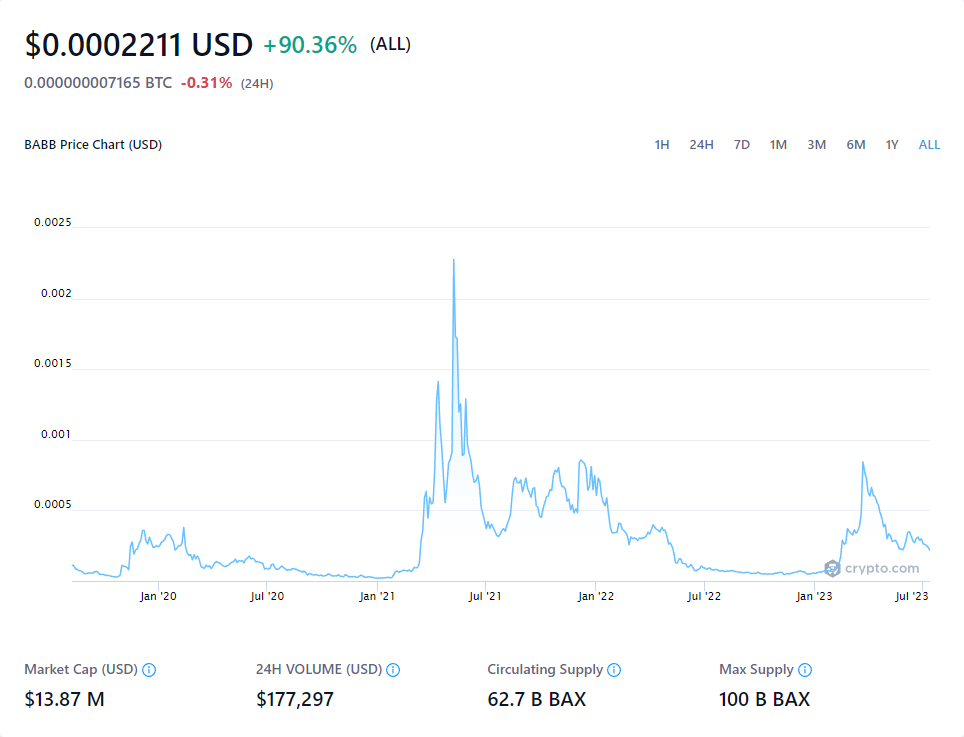 $0.0002211 USD +90.36% (ALL)
0.000000007165 BTC -0.31% (24H)
BABB Price Chart (USD) 1H 24H 7D 1M 3M 6M 1Y ALL
0.0025
0.002
0.0015
0.001
0.0005
crypto.com
Jan '20 Jul '20 Jan '21 Jul '21 Jan '22 Jul '22 Jan '23 Jul '23
Market Cap (USD) 24H VOLUME (USD) Circulating Supply Max Supply
$13.87 M $177,297 62.7 B BAX 100 B BAX